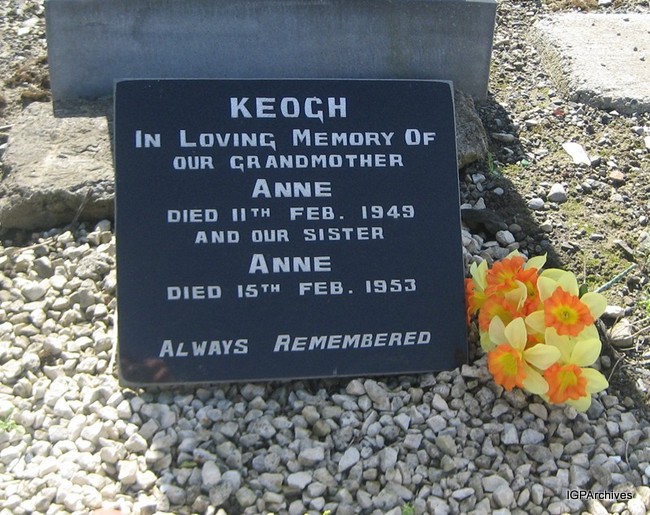 KEOGH
IN LOVING MEMORY OF
OUR GRANDMOTHER
ANNE
DIED 11TH FEB. 1949
AND OUR SISTER
ANNE
DIED 15TH FEB. 1953
ALWAYS REMEMBERED
IGPArchives